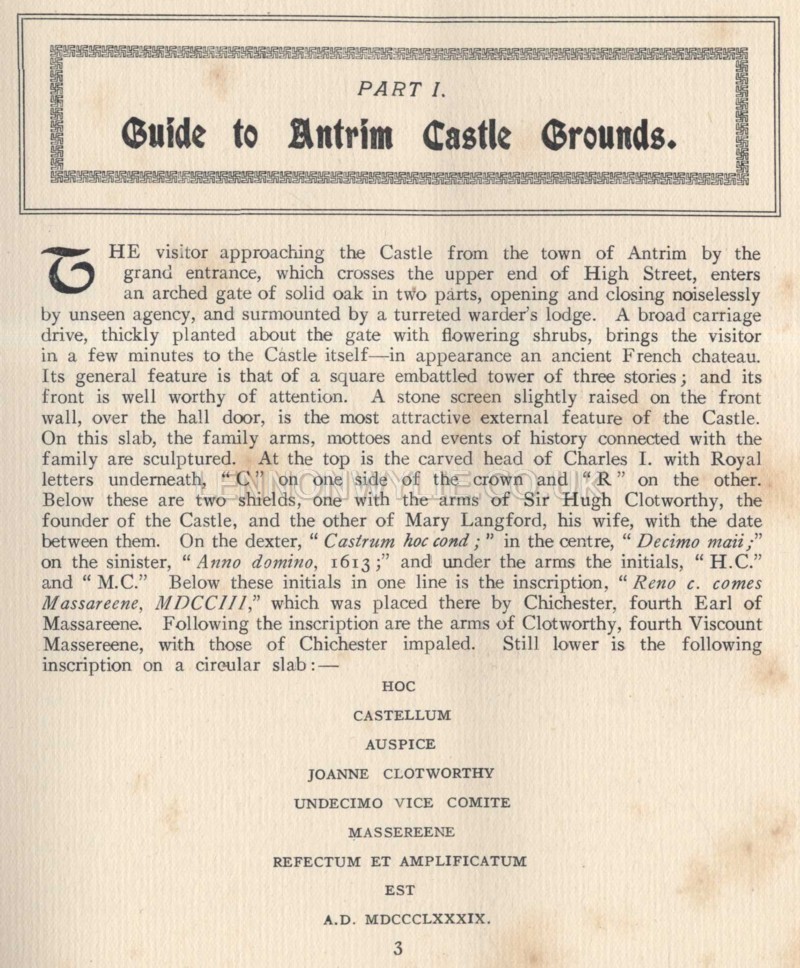 PART I.
Guide to Antrim Castle Grounds.
THE visitor approaching the Castle from the town of Antrim by the
grand entrance, which crosses the upper end of High Street, enters
an arched gate of solid oak in two parts, opening and closing noiselessly
by unseen agency, and surmounted by a turreted warder's lodge. A broad carriage
drive, thickly planted about the gate with flowering shrubs, brings the visitor
in a few minutes to the Castle itself—in appearance an ancient French chateau.
Its general feature is that of a square embattled tower of three stories; and its
front is well worthy of attention. A stone screen slightly raised on the front
wall, over the hall door, is the most attractive external feature of the Castle.
On this slab, the family arms, mottoes and events of history connected with the
family are sculptured. At the top is the carved head of Charles I. with Royal
letters underneath, "C" on one side of the crown and "R" on the other.
Below these are two shields, one with the arms of Sir Hugh Clotworthy, the
founder of the Castle, and the other of Mary Langford, his wife, with the date
between them. On the dexter, "Castrum hoc cond;" in the centre, "Decimo maii;"
on the sinister, "Anno domino, 1613;" and under the arms the initials, "H.C."
and "M.C." Below these initials in one line is the inscription, "Reno c. comes
Massareene, MDCCIII," which was placed there by Chichester, fourth Earl of
Massareene. Following the inscription are the arms of Clotworthy, fourth Viscount
Massereene, with those of Chichester impaled. Still lower is the following
inscription on a circular slab:—
HOC
CASTELLUM
AUSPICE
JOANNE CLOTWORTHY
UNDECIMO VICE COMITE
MASSEREENE
REFECTUM ET AMPLIFICATUM
EST
A.D. MDCCCLXXXIX.
3